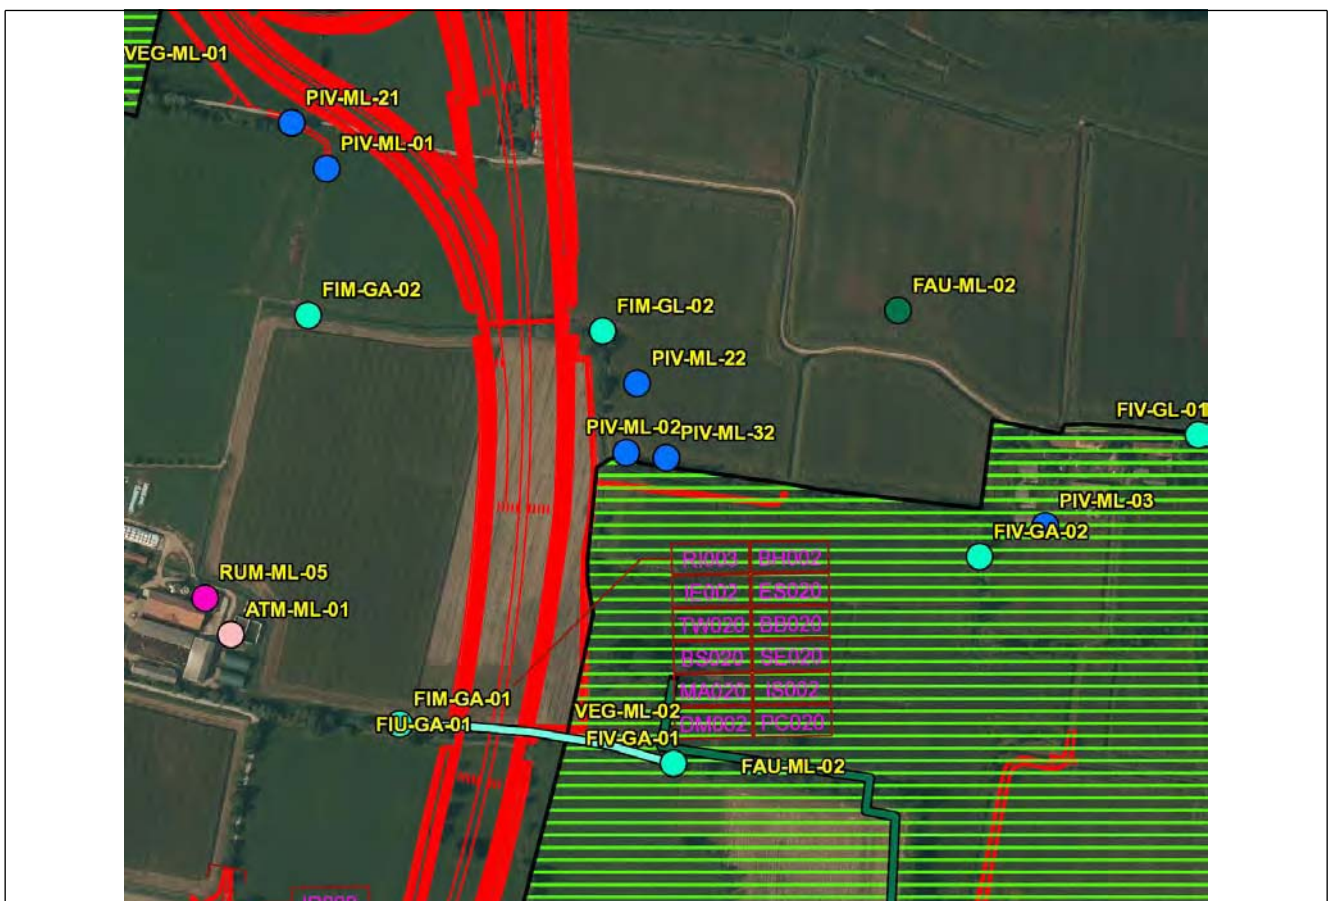 VEG-ML-01
PIV-ML-21
PIV-ML-01
FIM-GA-02
FIM-GL-02
FAU-ML-02
PIV-ML-22
FIV-GL-01
PIV-ML-02
PIV-ML-32
PIV-ML-03
FIV-GA-02
RI003 BH002
IE002 ES020
TW020 BB020
BS020 SE020
MA020 IS002
DM002 PG020
RUM-ML-05
ATM-ML-01
FIM-GA-01
FIU-GA-01
VEG-ML-02
FIV-GA-01
FAU-ML-02